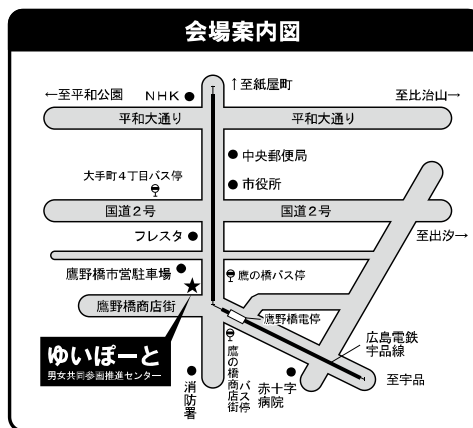 会場案内図
↑至紙屋町
←至平和公園
NHK
至比治山→
平和大通り
平和大通り
中央郵便局
大手町4丁目バス停
市役所
国道2号
国道2号
フレスタ
至出汐→
鷹野橋市営駐車場
鷹の橋バス停
鷹野橋商店街
鷹野橋電停
広島電鉄
宇品線
ゆいぽーと
男女共同参画推進センター
鷹の橋商店街
バス停
消防署
赤十字
病院
至宇品